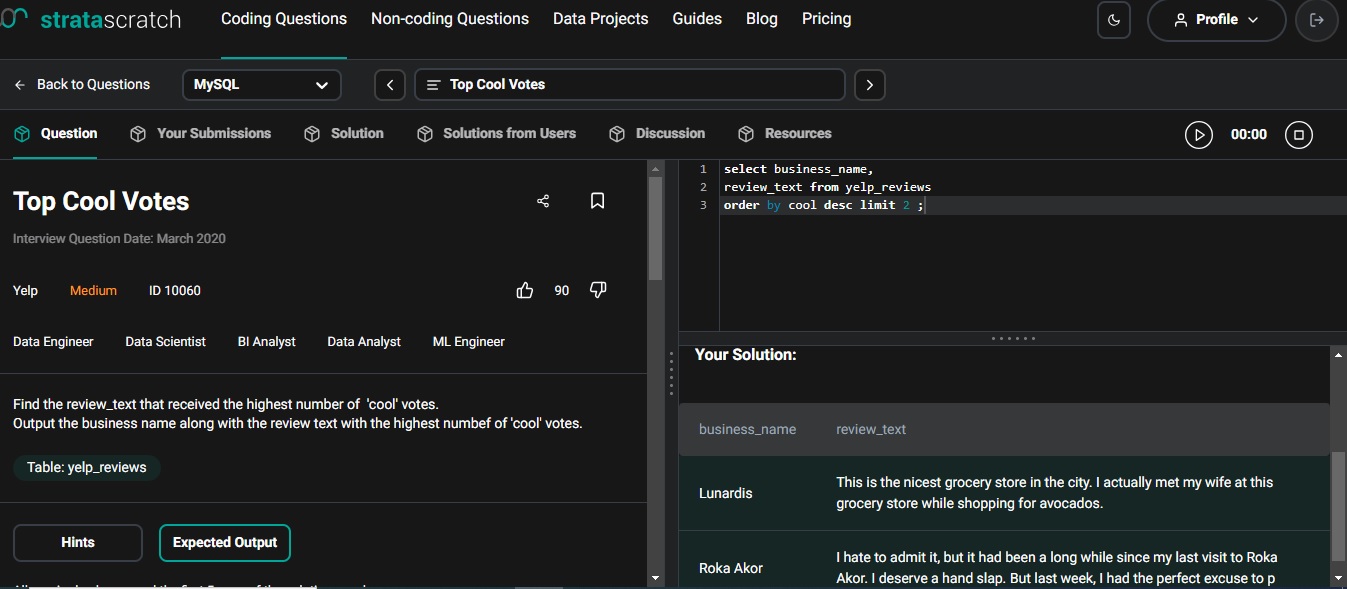 stratascratch
Coding Questions Non-coding Questions Data Projects Guides Blog Pricing
Profile
Back to Questions MySQL Top Cool Votes
Question Your Submissions Solution Solutions from Users Discussion Resources 00:00
Top Cool Votes
Interview Question Date: March 2020
Yelp Medium ID 10060 90
Data Engineer Data Scientist BI Analyst Data Analyst ML Engineer
Find the review_text that received the highest number of 'cool' votes.
Output the business name along with the review text with the highest numbef of 'cool' votes.
Table: yelp_reviews
Hints Expected Output
1 select business_name,
2 review_text from yelp_reviews
3 order by cool desc limit 2 ;
Your Solution:
business_name review_text
Lunardis This is the nicest grocery store in the city. I actually met my wife at this
grocery store while shopping for avocados.
Roka Akor I hate to admit it, but it had been a long while since my last visit to Roka
Akor. I deserve a hand slap. But last week, I had the perfect excuse to p